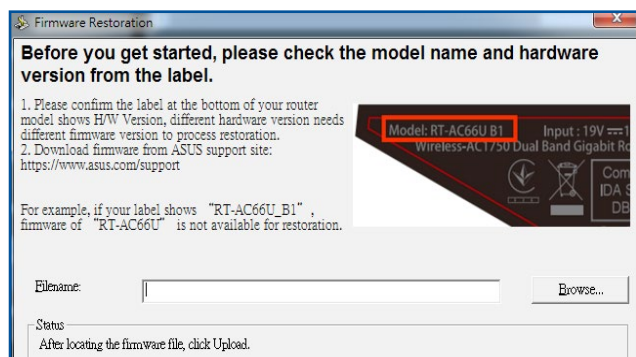 Firmware Restoration
Before you get started, please check the model name and hardware
version from the label.
1. Please confirm the label at the bottom of your router
model shows H/W Version, different hardware version needs
different firmware version to process restoration.
2. Download firmware from ASUS support site:
https://www.asus.com/support
For example, if your label shows “RT-AC66U_B1”,
firmware of “RT-AC66U” is not available for restoration.
Model: RT-AC66U B1 Input : 19V
Wireless-AC1750 Dual Band Gigabit
Com
IDA S
DB
Filename:
Browse...
Status
After locating the firmware file, click Upload.